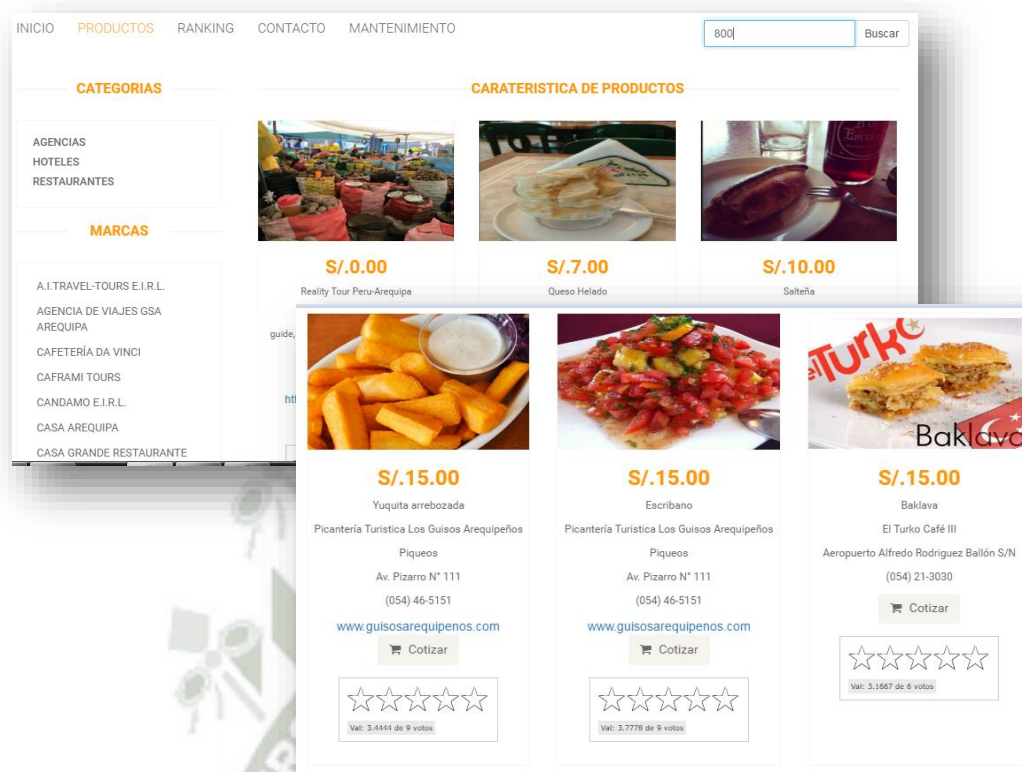 INICIO PRODUCTOS RANKING CONTACTO MANTENIMIENTO
800
Buscar
CATEGORIAS
AGENCIAS
HOTELES
RESTAURANTES
MARCAS
A.I.TRAVEL-TOURS E.I.R.L.
AGENCIA DE VIAJES GSA
AREQUIPA
CAFETERÍA DA VINCI
CAFRAMI TOURS
CANDAMO E.I.R.L.
CASA AREQUIPA
CASA GRANDE RESTAURANTE
CARATERISTICA DE PRODUCTOS
S/.0.00
Reality Tour Peru-Arequipa
guide,
htt
S/.7.00
Queso Helado
S/.10.00
Salteña
S/.15.00
Yuquita arrebozada
Picantería Turistica Los Guisos Arequipeños
Piqueos
Av. Pizarro N° 111
(054) 46-5151
www.guisosarequipenos.com
Cotizar
Val: 3.4444 de 9 votos
S/.15.00
Escribano
Picantería Turistica Los Guisos Arequipeños
Piqueos
Av. Pizarro N° 111
(054) 46-5151
www.guisosarequipenos.com
Cotizar
Val: 3.7778 de 9 votos
el Turko
Baklava
S/.15.00
Baklava
El Turko Café III
Aeropuerto Alfredo Rodriguez Ballón S/N
(054) 21-3030
Cotizar
Val: 3.1667 de 6 votos